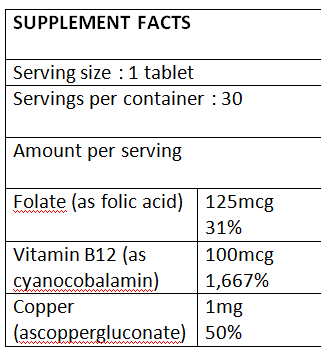 SUPPLEMENT FACTS
Serving size : 1 tablet
Servings per container : 30
Amount per serving
Folate (as folic acid) 125mcg
31%
Vitamin B12 (as 100mcg
cyanocobalamin) 1,667%
Copper 1mg
(ascoppergluconate) 50%